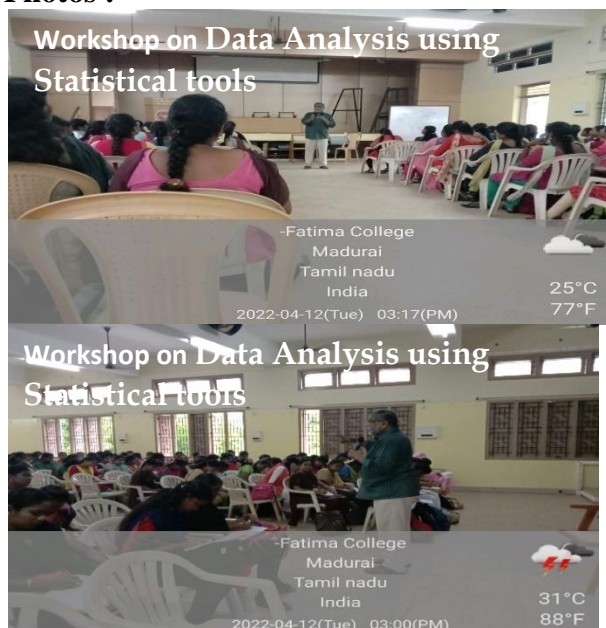 Photos :
Workshop on Data Analysis using
Statistical tools
-Fatima College
Madurai
Tamil nadu
India
2022-04-12(Tue) 03:17(PM)
25°C
77°F
Workshop on Data Analysis using
Statistical tools
-Fatima College
Madurai
Tamil nadu
India
2022-04-12(Tue) 03:00(PM)
31°C
88°F